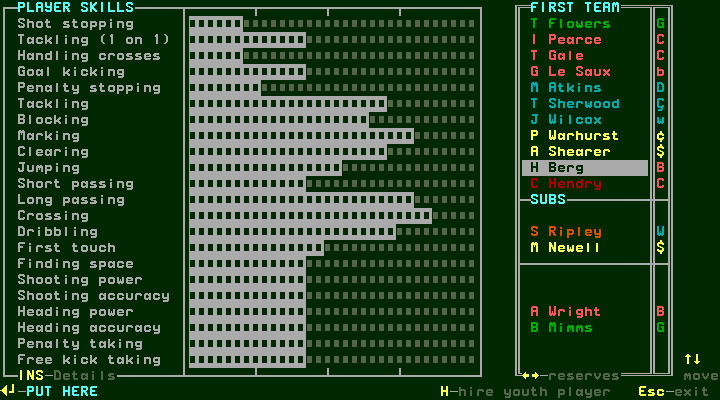 PLAYER SKILLS
Shot stopping
Tackling (1 on 1)
Handling crosses
Goal kicking
Penalty stopping
Tackling
Blocking
Marking
Clearing
Jumping
Short passing
Long passing
Crossing
Dribbling
First touch
Finding space
Shooting power
Shooting accuracy
Heading power
Heading accuracy
Penalty taking
Free kick taking
INS-Details
-PUT HERE
FIRST TEAM
T Flowers G
I Pearce C
T Gale C
G Le Saux b
M Atkins D
T Sherwood Ç
J Wilcox w
P Warhurst ¢
A Shearer $
H Berg B
C Hendry C
SUBS
S Ripley W
M Newell $
A Wright B
B Mimms G
←→-reserves
↑↓ move
H-hire youth player
Esc-exit